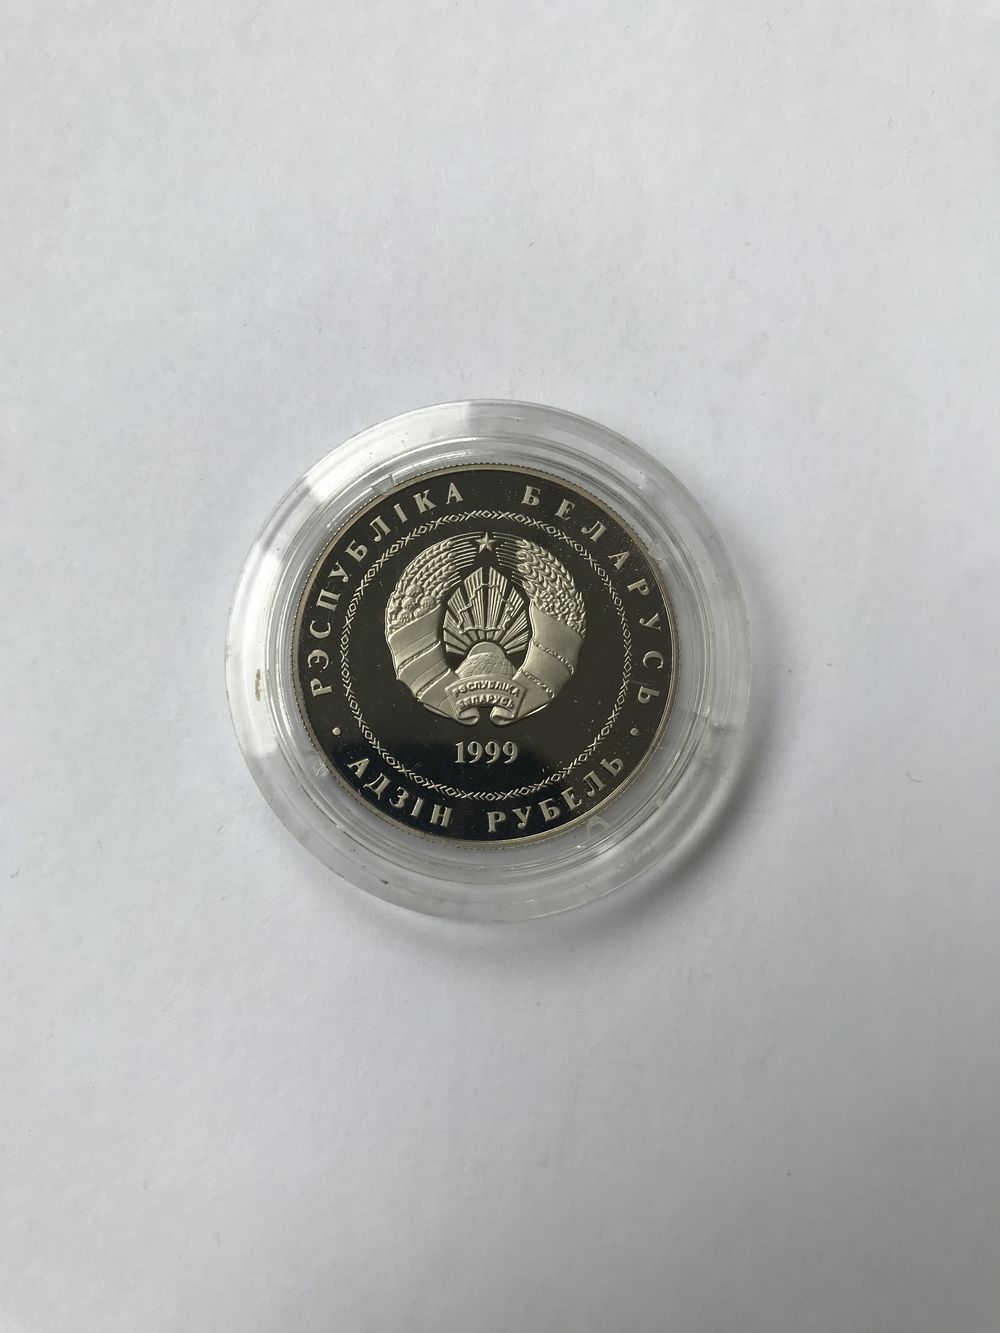 РЭСПУБЛІКА БЕЛАРУСЬ
РЭСПУБЛІКА
БЕЛАРУСЬ
1999
· АДЗІН РУБЕЛЬ ·